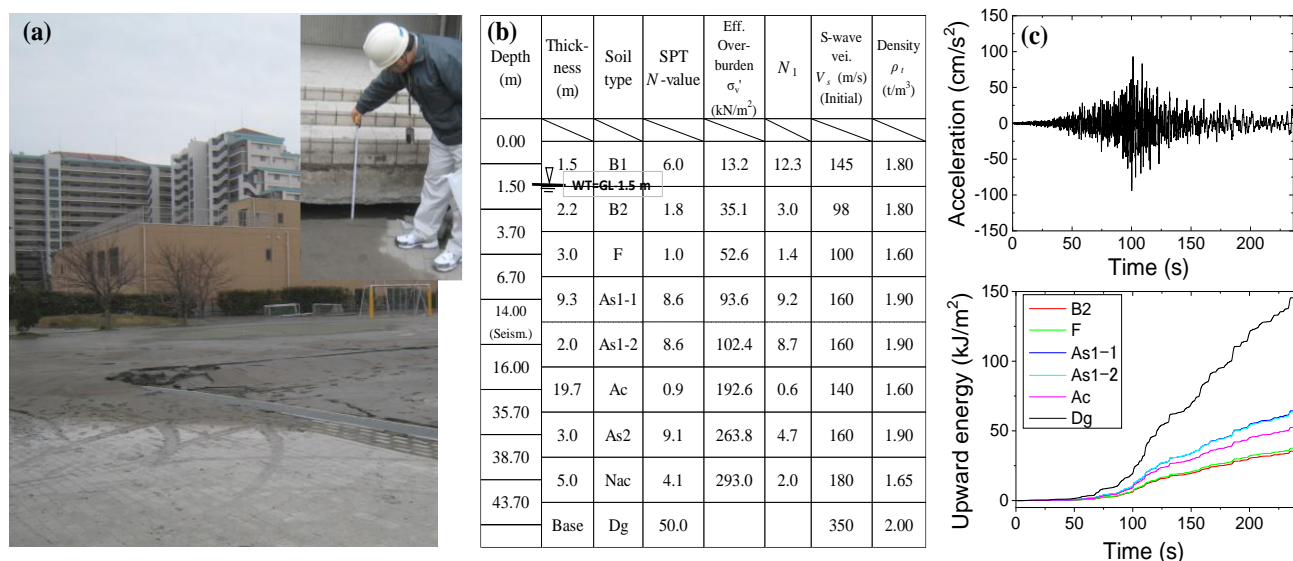 (a)
(b)
Depth
(m)
Thick-
ness
(m)
Soil
type
SPT
N-value
Eff.
Over-
burden
σv'
(kN/m²)
N1
S-wave
vei.
Vs (m/s)
(Initial)
Density
ρt
(t/m³)
0.00
1.5 B1 6.0 13.2 12.3 145 1.80
1.50
WT=GL-1.5 m
2.2 B2 1.8 35.1 3.0 98 1.80
3.70
3.0 F 1.0 52.6 1.4 100 1.60
6.70
9.3 As1-1 8.6 93.6 9.2 160 1.90
14.00
(Seism.)
2.0 As1-2 8.6 102.4 8.7 160 1.90
16.00
19.7 Ac 0.9 192.6 0.6 140 1.60
35.70
3.0 As2 9.1 263.8 4.7 160 1.90
38.70
5.0 Nac 4.1 293.0 2.0 180 1.65
43.70
Base Dg 50.0 350 2.00
(c)
Acceleration (cm/s²)
150
100
50
0
-50
-100
-150
0 50 100 150 200
Time (s)
Upward energy (kJ/m²)
150
100
50
0
B2
F
As1-1
As1-2
Ac
Dg
0 50 100 150 200
Time (s)